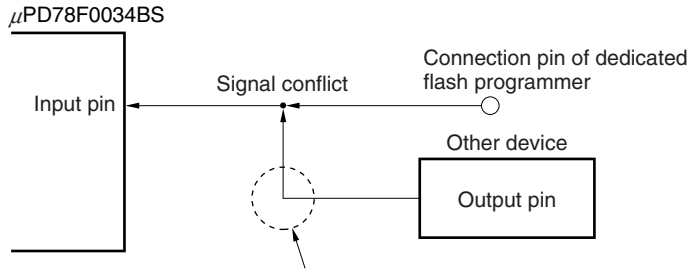 μPD78F0034BS
Connection pin of dedicated
flash programmer
Signal conflict
Input pin
Other device
Output pin